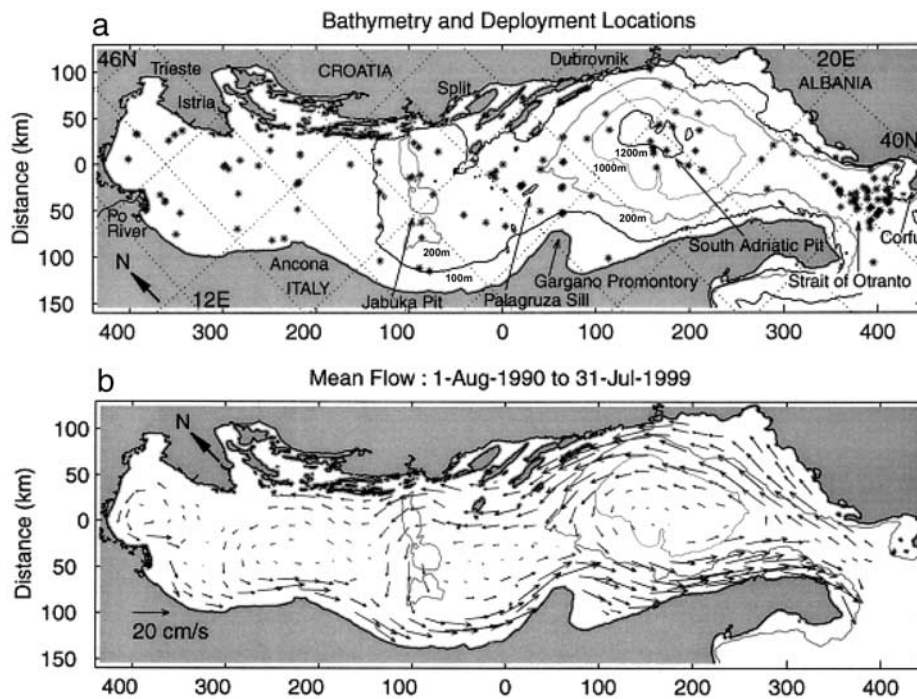 a
Bathymetry and Deployment Locations
46N
Trieste
CROATIA
Dubrovnik
20E
ALBANIA
Istria
Split
40N
1200m
1000m
200m
Po
River
N
12E
Ancona
ITALY
200m
100m
Jabuka Pit
Palagruza Sill
Gargano Promontory
South Adriatic Pit
Strait of Otranto
Corfu
Distance (km)
100
50
0
50
100
150
400 300 200 100 0 100 200 300 400
b
Mean Flow : 1-Aug-1990 to 31-Jul-1999
N
20 cm/s
Distance (km)
100
50
0
50
100
150
400 300 200 100 0 100 200 300 400